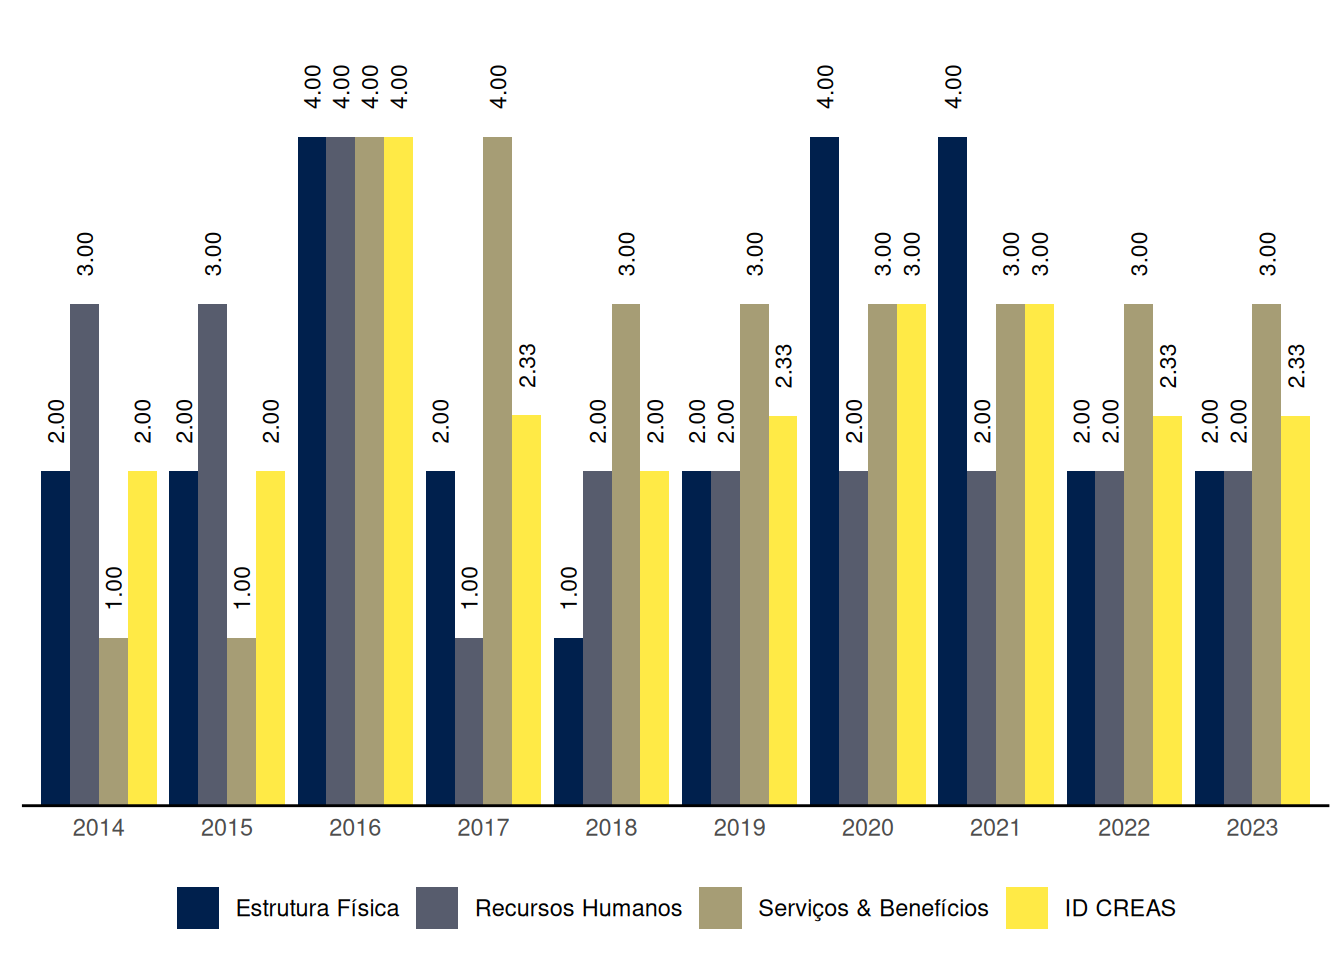 4.00 4.00 4.00 4.00 4.00 4.00 4.00
3.00 3.00 3.00 3.00 3.00 3.00 3.00 3.00 3.00 3.00
2.33 2.33 2.33 2.33
2.00 2.00 2.00 2.00 2.00 2.00 2.00 2.00 2.00 2.00 2.00 2.00 2.00 2.00 2.00
1.00 1.00 1.00 1.00
2014 2015 2016 2017 2018 2019 2020 2021 2022 2023
Estrutura Física Recursos Humanos Serviços & Benefícios ID CREAS